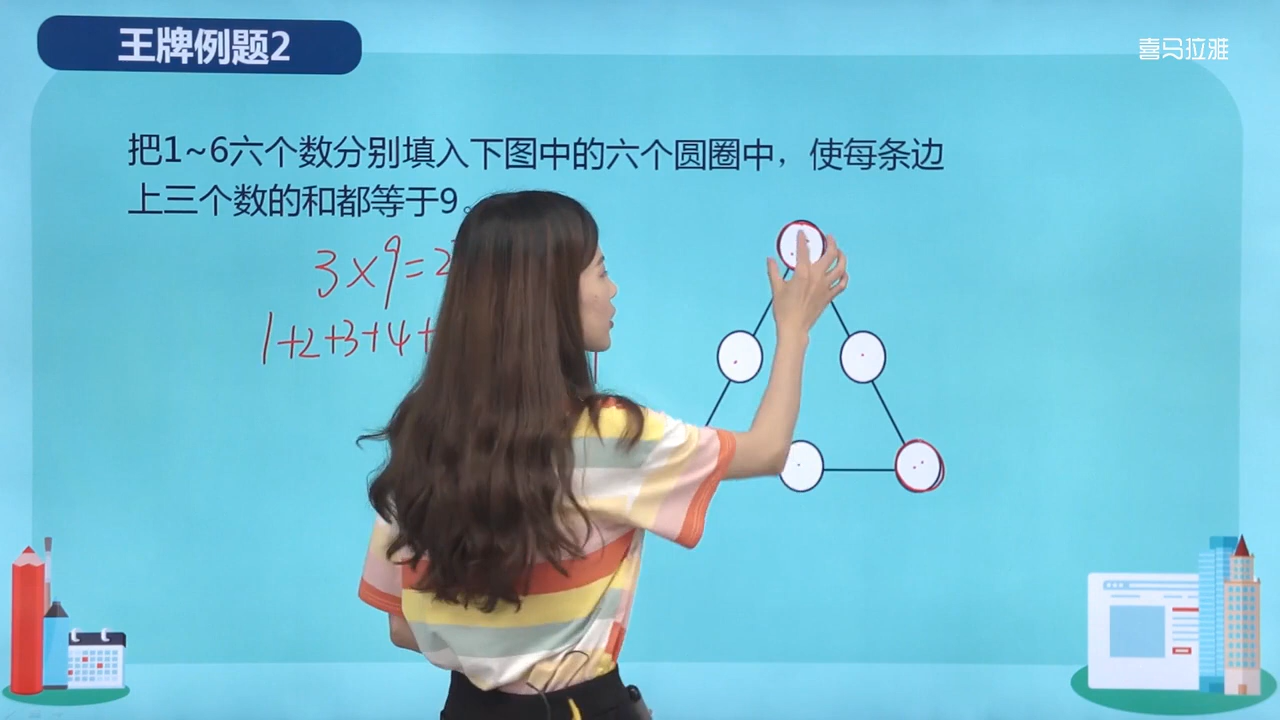 王牌例题2
喜马拉雅
把1~6六个数分别填入下图中的六个圆圈中，使每条边
上三个数的和都等于9。
3×9=2
1+2+3+4+